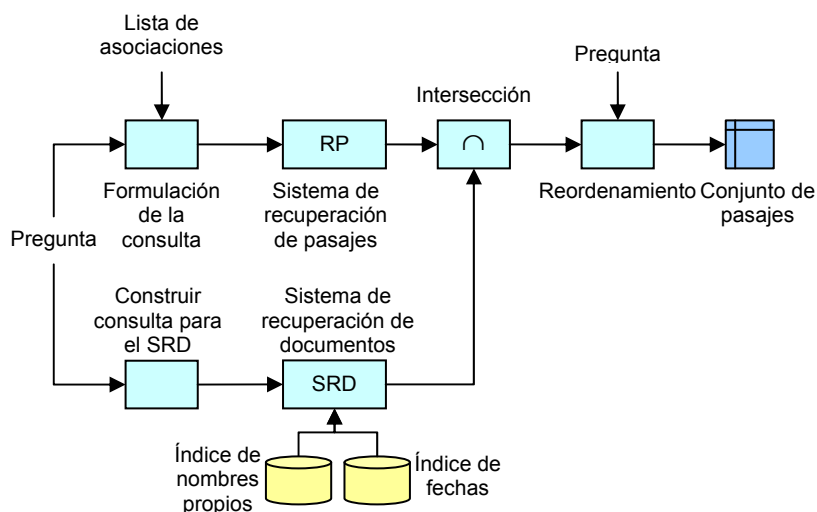 Lista de
asociaciones
Pregunta
Intersección
RP
∩
Formulación
de la
consulta
Sistema de
recuperación
de pasajes
Reordenamiento
Conjunto de
pasajes
Pregunta
Construir
consulta para
el SRD
Sistema de
recuperación de
documentos
SRD
Índice de
nombres
propios
Índice de
fechas